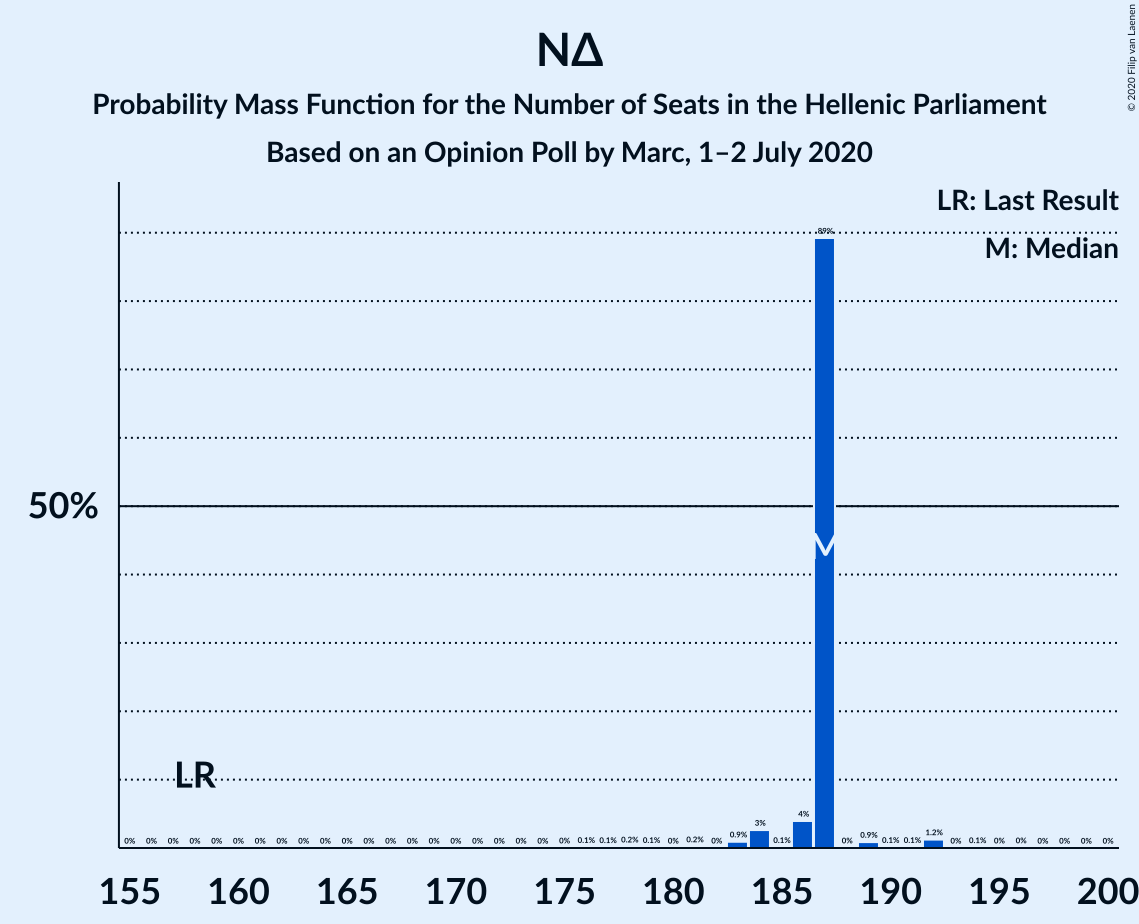 © 2020 Filip van Laenen
ΝΔ
Probability Mass Function for the Number of Seats in the Hellenic Parliament
Based on an Opinion Poll by Marc, 1–2 July 2020
LR: Last Result
M: Median
89%
50%
M
LR
0% 0% 0% 0% 0% 0% 0% 0% 0% 0% 0% 0% 0% 0% 0% 0% 0% 0% 0% 0% 0% 0.1% 0.1% 0.2% 0.1% 0% 0.2% 0% 0.9% 3% 0.1% 4% 0% 0.9% 0.1% 0.1% 1.2% 0% 0.1% 0% 0% 0% 0% 0% 0%
155 160 165 170 175 180 185 190 195 200